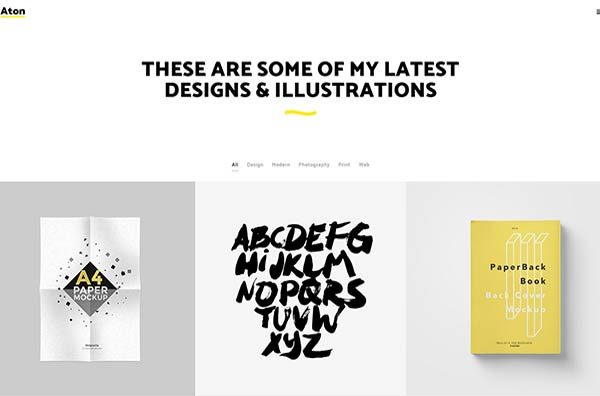 Aton
THESE ARE SOME OF MY LATEST
DESIGNS & ILLUSTRATIONS
All Design Modern Photography Print Web
A4
PAPER
MOCKUP
Magazine
ABCDEFG
HIJKLM
NOPQRS
TUVW
XYZ
PaperBack
Book
Back Cover
Mockup